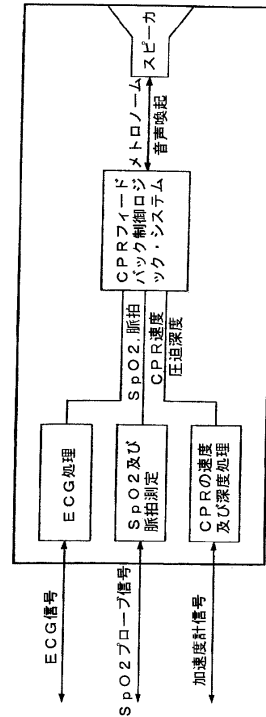 ECG信号
SpO2プローブ信号
加速度計信号
ECG処理
SpO2及び
脈拍測定
CPRの速度
及び深度処理
SpO2,脈拍
CPR速度
圧迫深度
CPRフィード
バック制御ロジ
ック・システム
メトロノーム
音声喚起
スピーカ